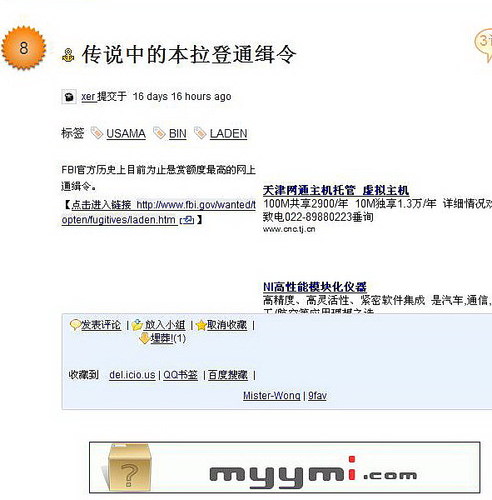 8
传说中的本拉登通缉令
xer 提交于 16 days 16 hours ago
标签 USAMA BIN LADEN
FBI官方历史上目前为止悬赏额度最高的网上
通缉令。
【点击进入链接 http://www.fbi.gov/wanted/t
opten/fugitives/laden.htm 】
天津网通主机托管 虚拟主机
100M共享2900/年 10M独享1.3万/年 详细情况欢
致电022-89880223垂询
www.cnc.tj.cn
NI高性能模块化仪器
高精度、高灵活性、紧密软件集成 是汽车,通信,
发表评论 | 放入小组 | 取消收藏 |
埋葬!(1)
收藏到 del.icio.us | QQ书签 | 百度搜藏 |
Mister-Wong | 9fav
?
myymi.com